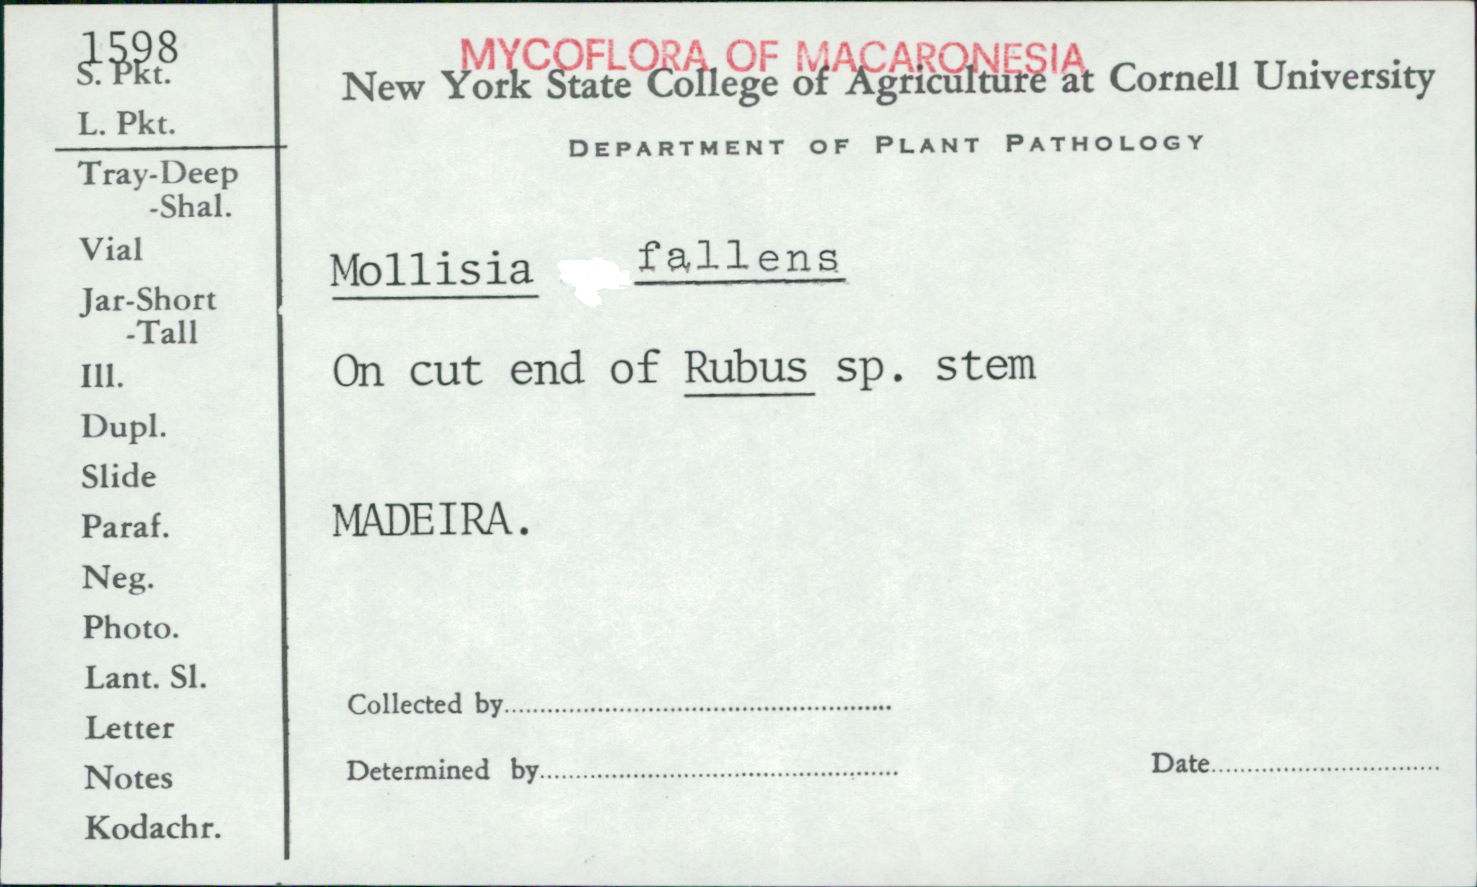 1598
S. Pkt.
L. Pkt.
Tray-Deep
-Shal.
Vial
Jar-Short
-Tall
Ill.
Dupl.
Slide
Paraf.
Neg.
Photo.
Lant. Sl.
Letter
Notes
Kodachr.
MYCOFLORA OF MACARONESIA
New York State College of Agriculture at Cornell University
DEPARTMENT OF PLANT PATHOLOGY
Mollisia fallens
On cut end of Rubus sp. stem
MADEIRA.
Collected by
Determined by
Date